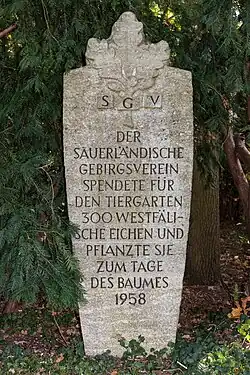 SGV
DER
SAUERLÄNDISCHE
GEBIRGSVEREIN
SPENDETE FÜR
DEN TIERGARTEN
300 WESTFÄLI-
SCHE EICHEN UND
PFLANZTE SIE
ZUM TAGE
DES BAUMES
1958